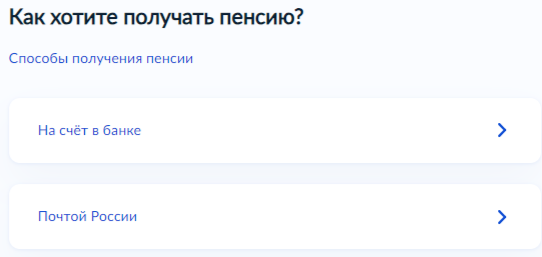 Как хотите получать пенсию?
Способы получения пенсии
На счёт в банке
Почтой России